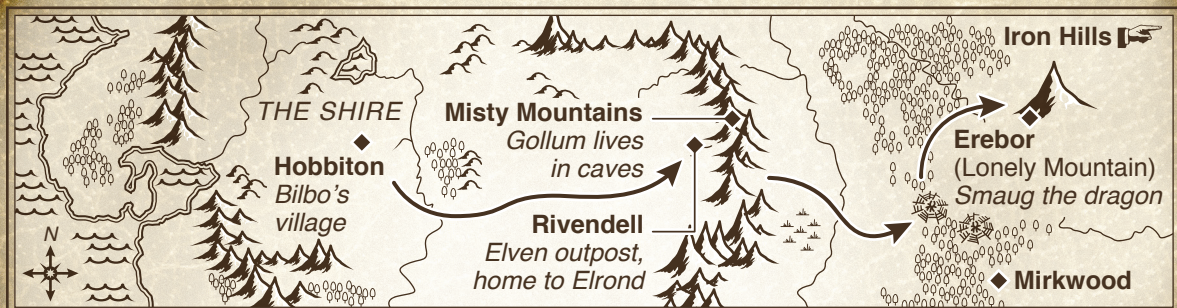 THE SHIRE
Hobbiton
Bilbo's
village
N
Misty Mountains
Gollum lives
in caves
Rivendell
Elven outpost,
home to Elrond
Iron Hills
Erebor
(Lonely Mountain)
Smaug the dragon
Mirkwood